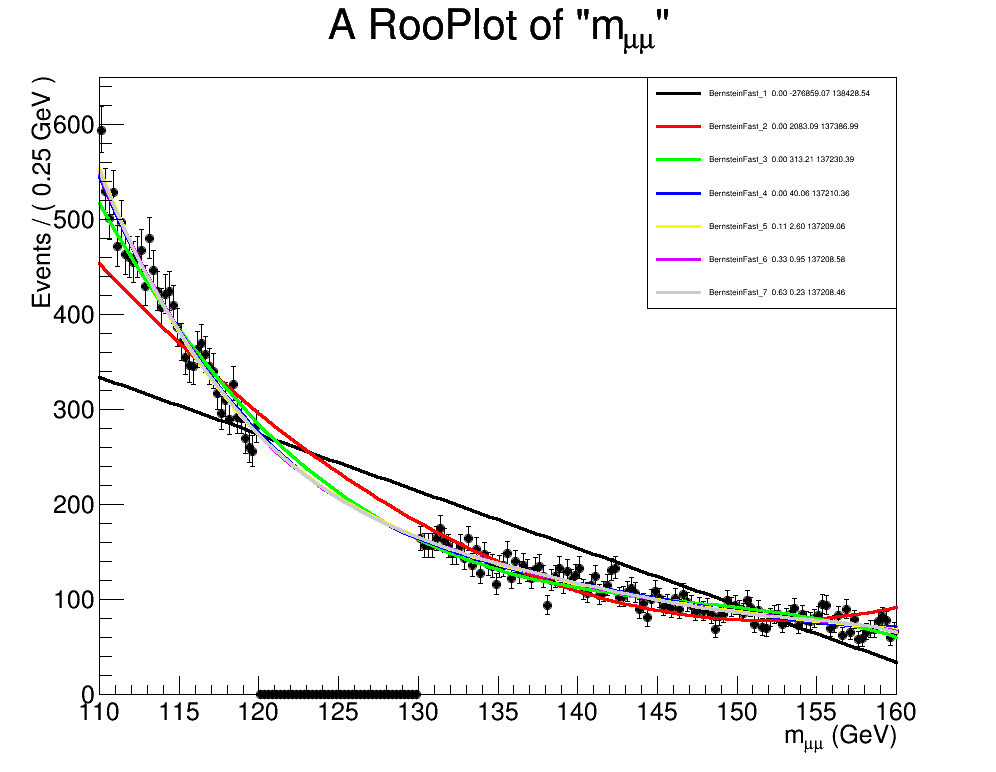 A RooPlot of "mμμ"
Events / ( 0.25 GeV )
600
500
400
300
200
100
0
110 115 120 125 130 135 140 145 150 155 160
mμμ (GeV)
BernsteinFast_1 0.00 -276859.07 138428.54
BernsteinFast_2 0.00 2083.09 137386.99
BernsteinFast_3 0.00 313.21 137230.39
BernsteinFast_4 0.00 40.06 137210.36
BernsteinFast_5 0.11 2.60 137209.06
BernsteinFast_6 0.33 0.95 137208.58
BernsteinFast_7 0.63 0.23 137208.46